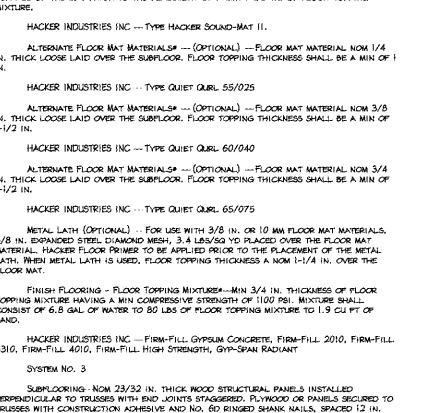 MIXTURE.
HACKER INDUSTRIES INC --- TYPE HACKER SOUND-MAT II.
ALTERNATE FLOOR MAT MATERIALS* --- (OPTIONAL) --- FLOOR MAT MATERIAL NOM 1/4
N. THICK LOOSE LAID OVER THE SUBFLOOR. FLOOR TOPPING THICKNESS SHALL BE A MIN OF 1
N.
HACKER INDUSTRIES INC -- TYPE QUIET QURL 55/025
ALTERNATE FLOOR MAT MATERIALS* --- (OPTIONAL) --- FLOOR MAT MATERIAL NOM 3/8
N. THICK LOOSE LAID OVER THE SUBFLOOR. FLOOR TOPPING THICKNESS SHALL BE A MIN OF
-1/2 IN.
HACKER INDUSTRIES INC -- TYPE QUIET QURL 60/040
ALTERNATE FLOOR MAT MATERIALS* --- (OPTIONAL) --- FLOOR MAT MATERIAL NOM 3/4
N. THICK LOOSE LAID OVER THE SUBFLOOR. FLOOR TOPPING THICKNESS SHALL BE A MIN OF
-1/2 IN.
HACKER INDUSTRIES INC -- TYPE QUIET QURL 65/075
METAL LATH (OPTIONAL) -- FOR USE WITH 3/8 IN. OR 10 MM FLOOR MAT MATERIALS,
/8 IN. EXPANDED STEEL DIAMOND MESH, 3.4 LBS/SQ YD PLACED OVER THE FLOOR MAT
MATERIAL. HACKER FLOOR PRIMER TO BE APPLIED PRIOR TO THE PLACEMENT OF THE METAL
LATH. WHEN METAL LATH IS USED, FLOOR TOPPING THICKNESS A NOM 1-1/4 IN. OVER THE
LOOR MAT.
FINISH FLOORING - FLOOR TOPPING MIXTURE*---MIN 3/4 IN. THICKNESS OF FLOOR
OPPING MIXTURE HAVING A MIN COMPRESSIVE STRENGTH OF 1100 PSI. MIXTURE SHALL
CONSIST OF 6.8 GAL OF WATER TO 80 LBS OF FLOOR TOPPING MIXTURE TO 1.9 CU FT OF
AND.
HACKER INDUSTRIES INC --- FIRM-FILL GYPSUM CONCRETE, FIRM-FILL 2010, FIRM-FILL
310, FIRM-FILL 4010, FIRM-FILL HIGH STRENGTH, GYP-SPAN RADIANT
SYSTEM NO. 3
SUBFLOORING - NOM 23/32 IN. THICK WOOD STRUCTURAL PANELS INSTALLED
ERPENDICULAR TO TRUSSES WITH END JOINTS STAGGERED. PLYWOOD OR PANELS SECURED TO
RUSSES WITH CONSTRUCTION ADHESIVE AND NO. 6D RINGED SHANK NAILS, SPACED 12 IN.